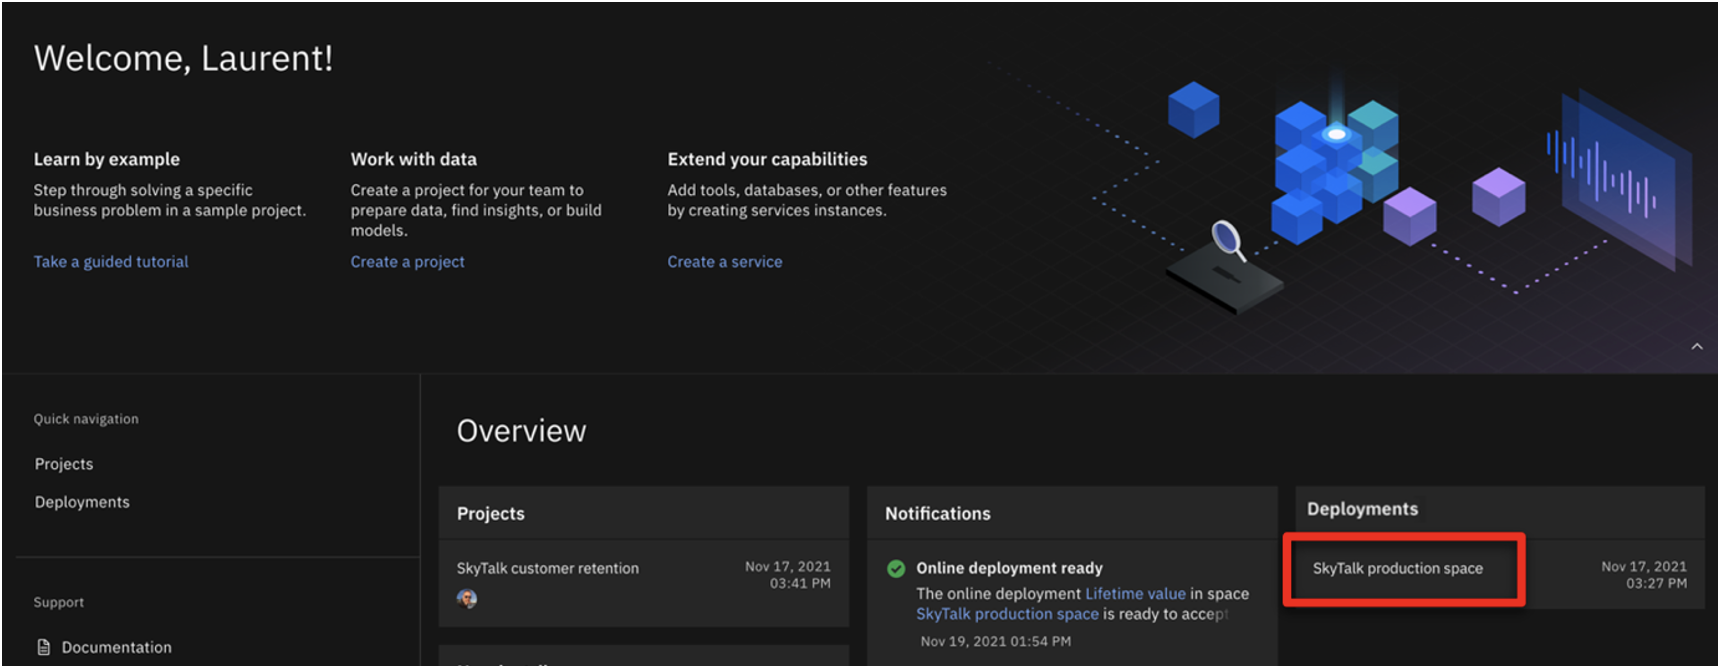 Welcome, Laurent!
Learn by example
Step through solving a specific
business problem in a sample project.
Take a guided tutorial
Work with data
Create a project for your team to
prepare data, find insights, or build
models.
Create a project
Extend your capabilities
Add tools, databases, or other features
by creating services instances.
Create a service
Quick navigation
Projects
Deployments
Support
Documentation
Overview
Projects
SkyTalk customer retention
Nov 17, 2021
03:41 PM
Notifications
Online deployment ready
The online deployment Lifetime value in space
SkyTalk production space is ready to accept
Nov 19, 2021 01:54 PM
Deployments
SkyTalk production space
Nov 17, 2021
03:27 PM